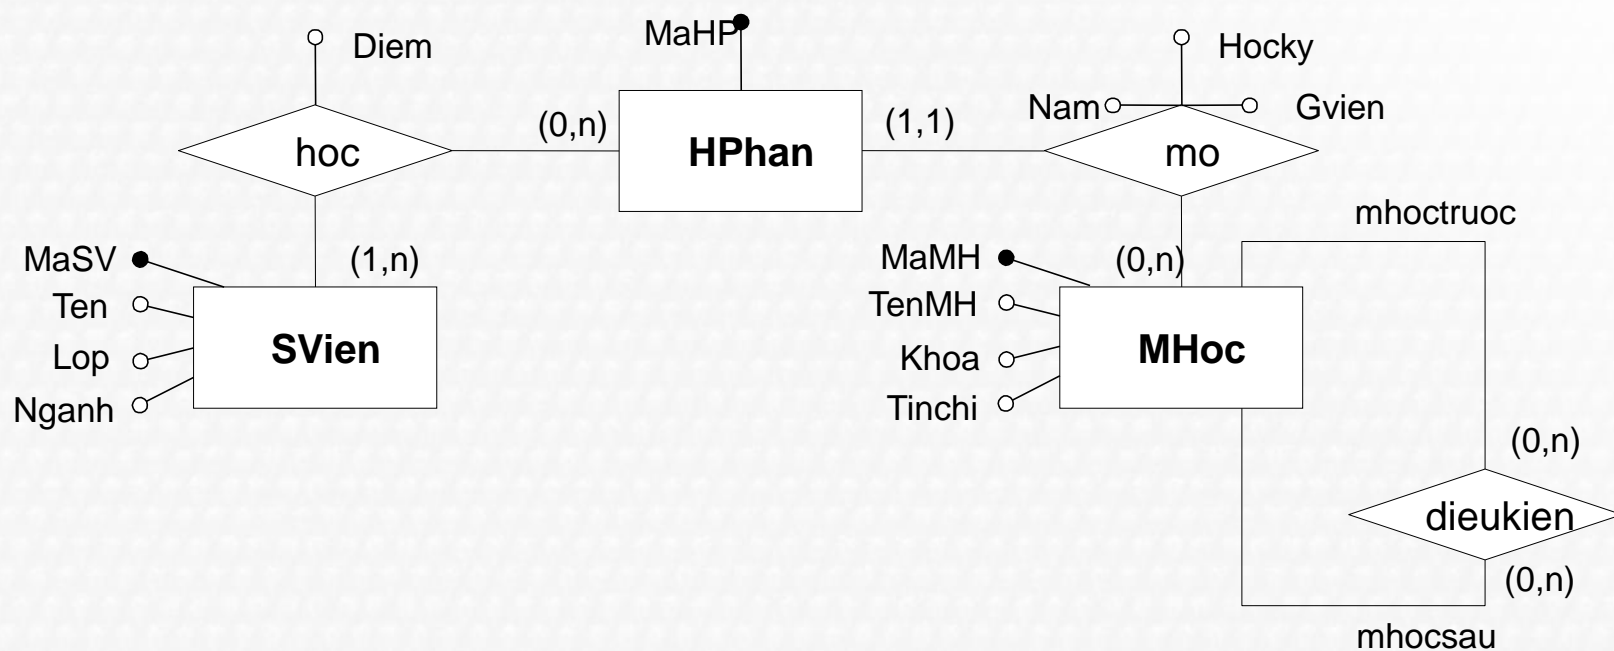 MaHP
Diem
Hocky
Nam
Gvien
(0,n)
(1,1)
hoc
HPhan
mo
mhoctruoc
MaSV
(1,n)
MaMH
(0,n)
Ten
TenMH
SVien
MHoc
Lop
Khoa
Nganh
Tinchi
(0,n)
dieukien
(0,n)
mhocsau